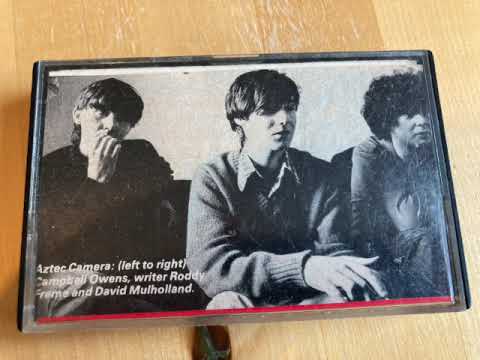 Aztec Camera: (left to right)
Campbell Owens, writer Roddy
Frame and David Mulholland.